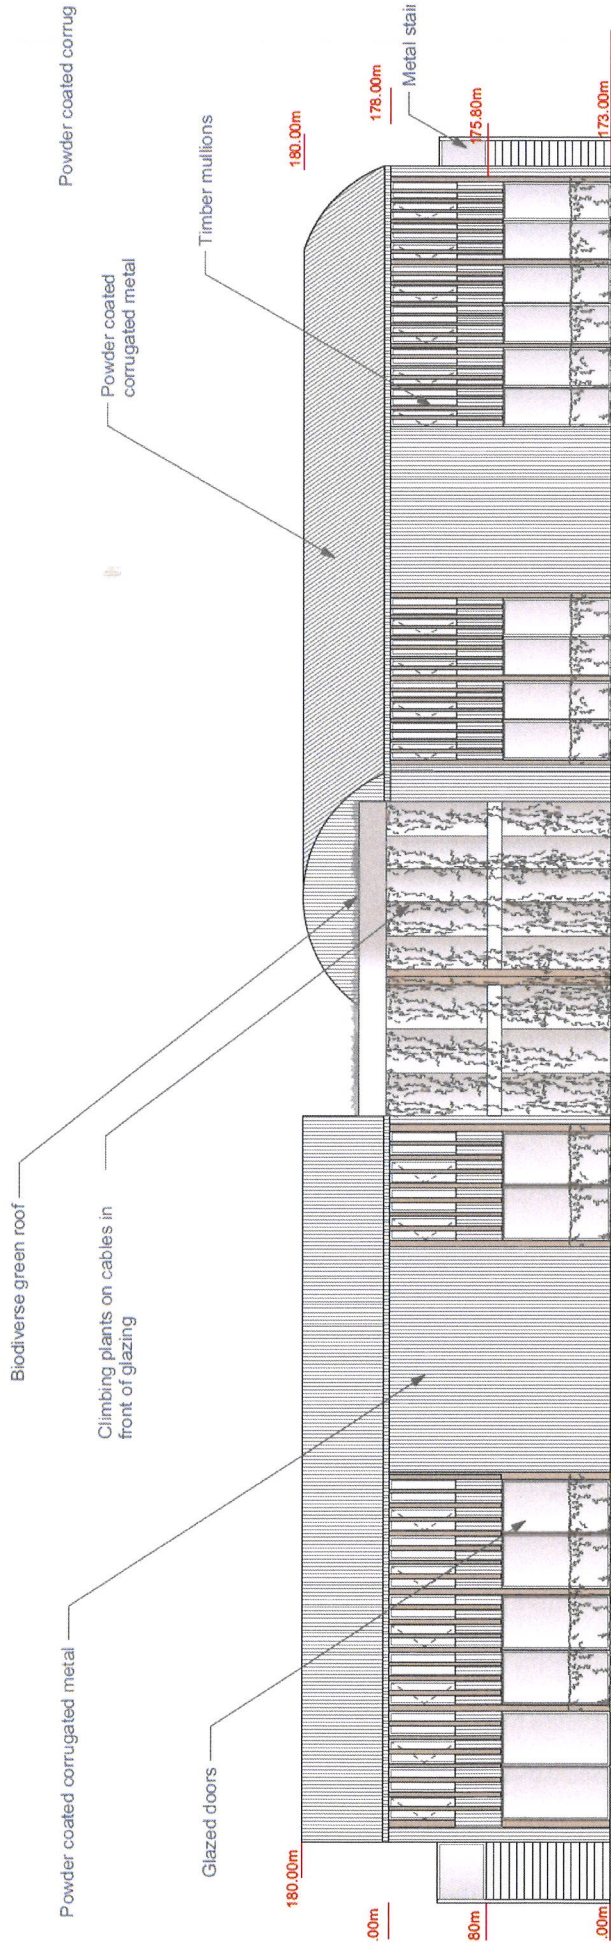 Powder coated corrugated metal
Glazed doors
Biodiverse green roof
Climbing plants on cables in
front of glazing
Powder coated
corrugated metal
Timber mullions
Powder coated corrug
Metal stair
180.00m
.00m
80m
.00m
180.00m
178.00m
175.80m
173.00m